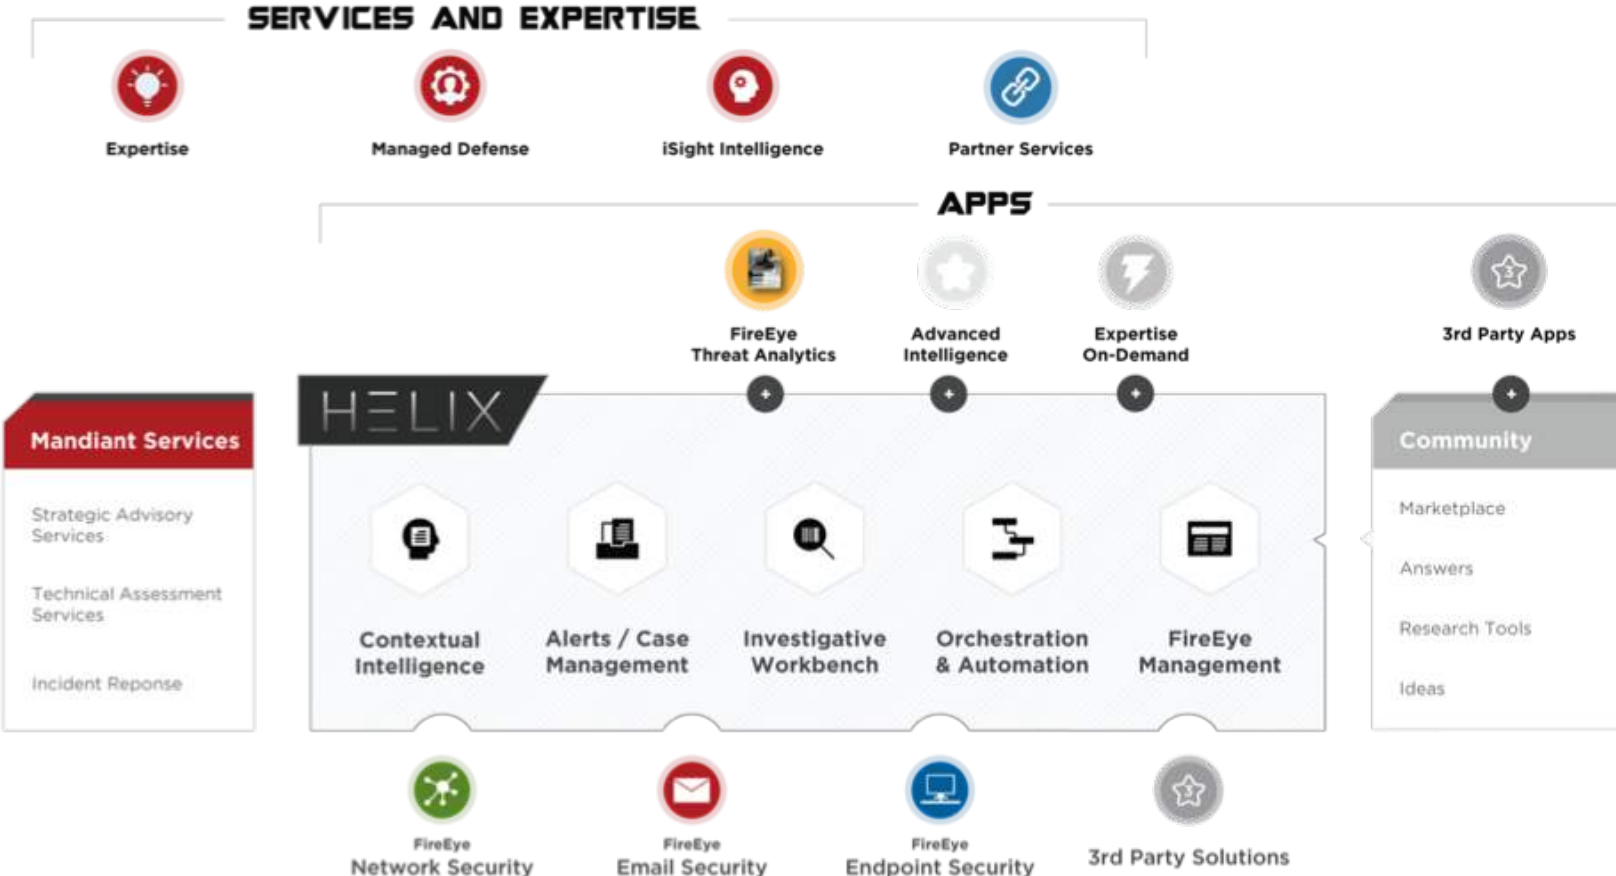 SERVICES AND EXPERTISE
Expertise
Managed Defense
iSight Intelligence
Partner Services
APPS
FireEye
Threat Analytics
Advanced
Intelligence
Expertise
On-Demand
3rd Party Apps
+
+
+
+
Mandiant Services
Strategic Advisory
Services
Technical Assessment
Services
Incident Reponse
HELIX
Contextual
Intelligence
Alerts / Case
Management
Investigative
Workbench
Orchestration
& Automation
FireEye
Management
Community
Marketplace
Answers
Research Tools
Ideas
FireEye
Network Security
FireEye
Email Security
FireEye
Endpoint Security
3rd Party Solutions
3
3